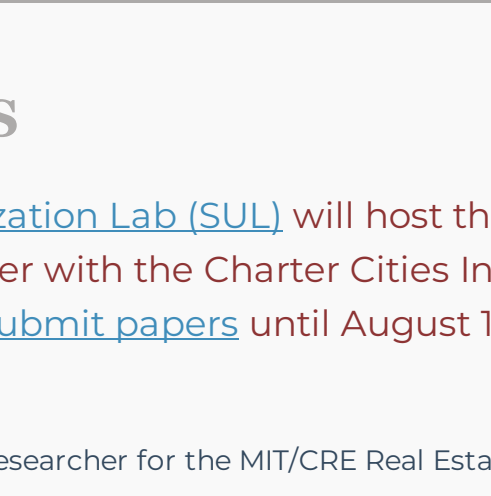 s
zation Lab (SUL) will host th
er with the Charter Cities In
ubmit papers until August 1
esearcher for the MIT/CRE Real Esta